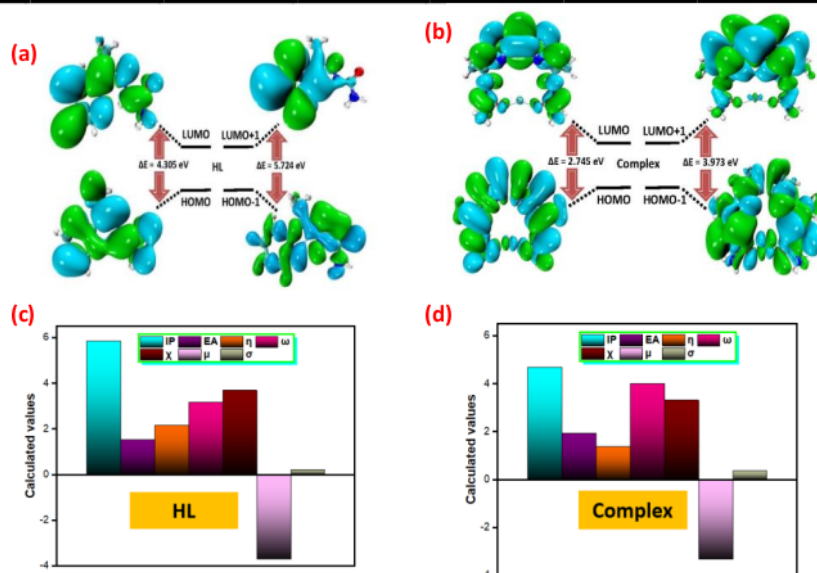 (a)
(b)
LUMO LUMO+1
ΔE = 4.305 eV HL ΔE = 5.724 eV
HOMO HOMO-1
LUMO LUMO+1
ΔE = 2.745 eV Complex ΔE = 3.973 eV
HOMO HOMO-1
(c)
6
4
2
0
-2
-4
Calculated values
IP EA η ω
χ μ σ
HL
(d)
6
4
2
0
-2
Calculated values
IP EA η ω
χ μ σ
Complex